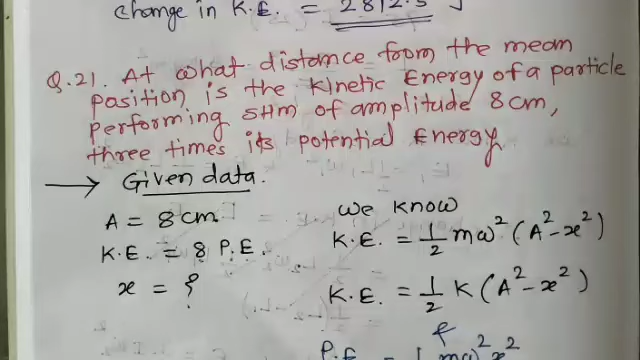 change in K.E. = 2812.5 J
Q.21. At what distance from the mean
position is the Kinetic Energy of a particle
performing SHM of amplitude 8 cm,
three times its potential Energy
→ Given data.
A = 8 cm.
K.E. = 8 P.E.
x = ?
We know
K.E. = 1/2 mω² (A² - x²)
K.E. = 1/2 K (A² - x²)
&
P.E = 1 mω² x²